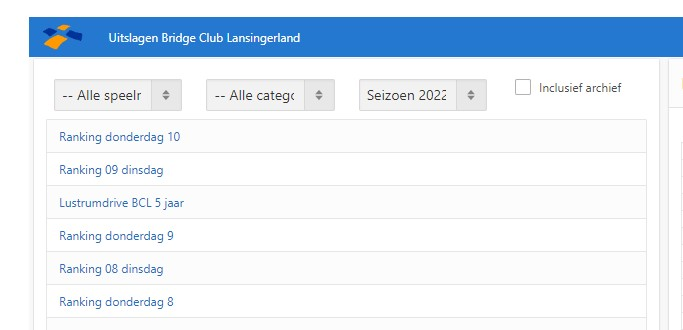 Uitslagen Bridge Club Lansingerland
-- Alle speelr
-- Alle catego
Seizoen 2022
Inclusief archief
Ranking donderdag 10
Ranking 09 dinsdag
Lustrumdrive BCL 5 jaar
Ranking donderdag 9
Ranking 08 dinsdag
Ranking donderdag 8